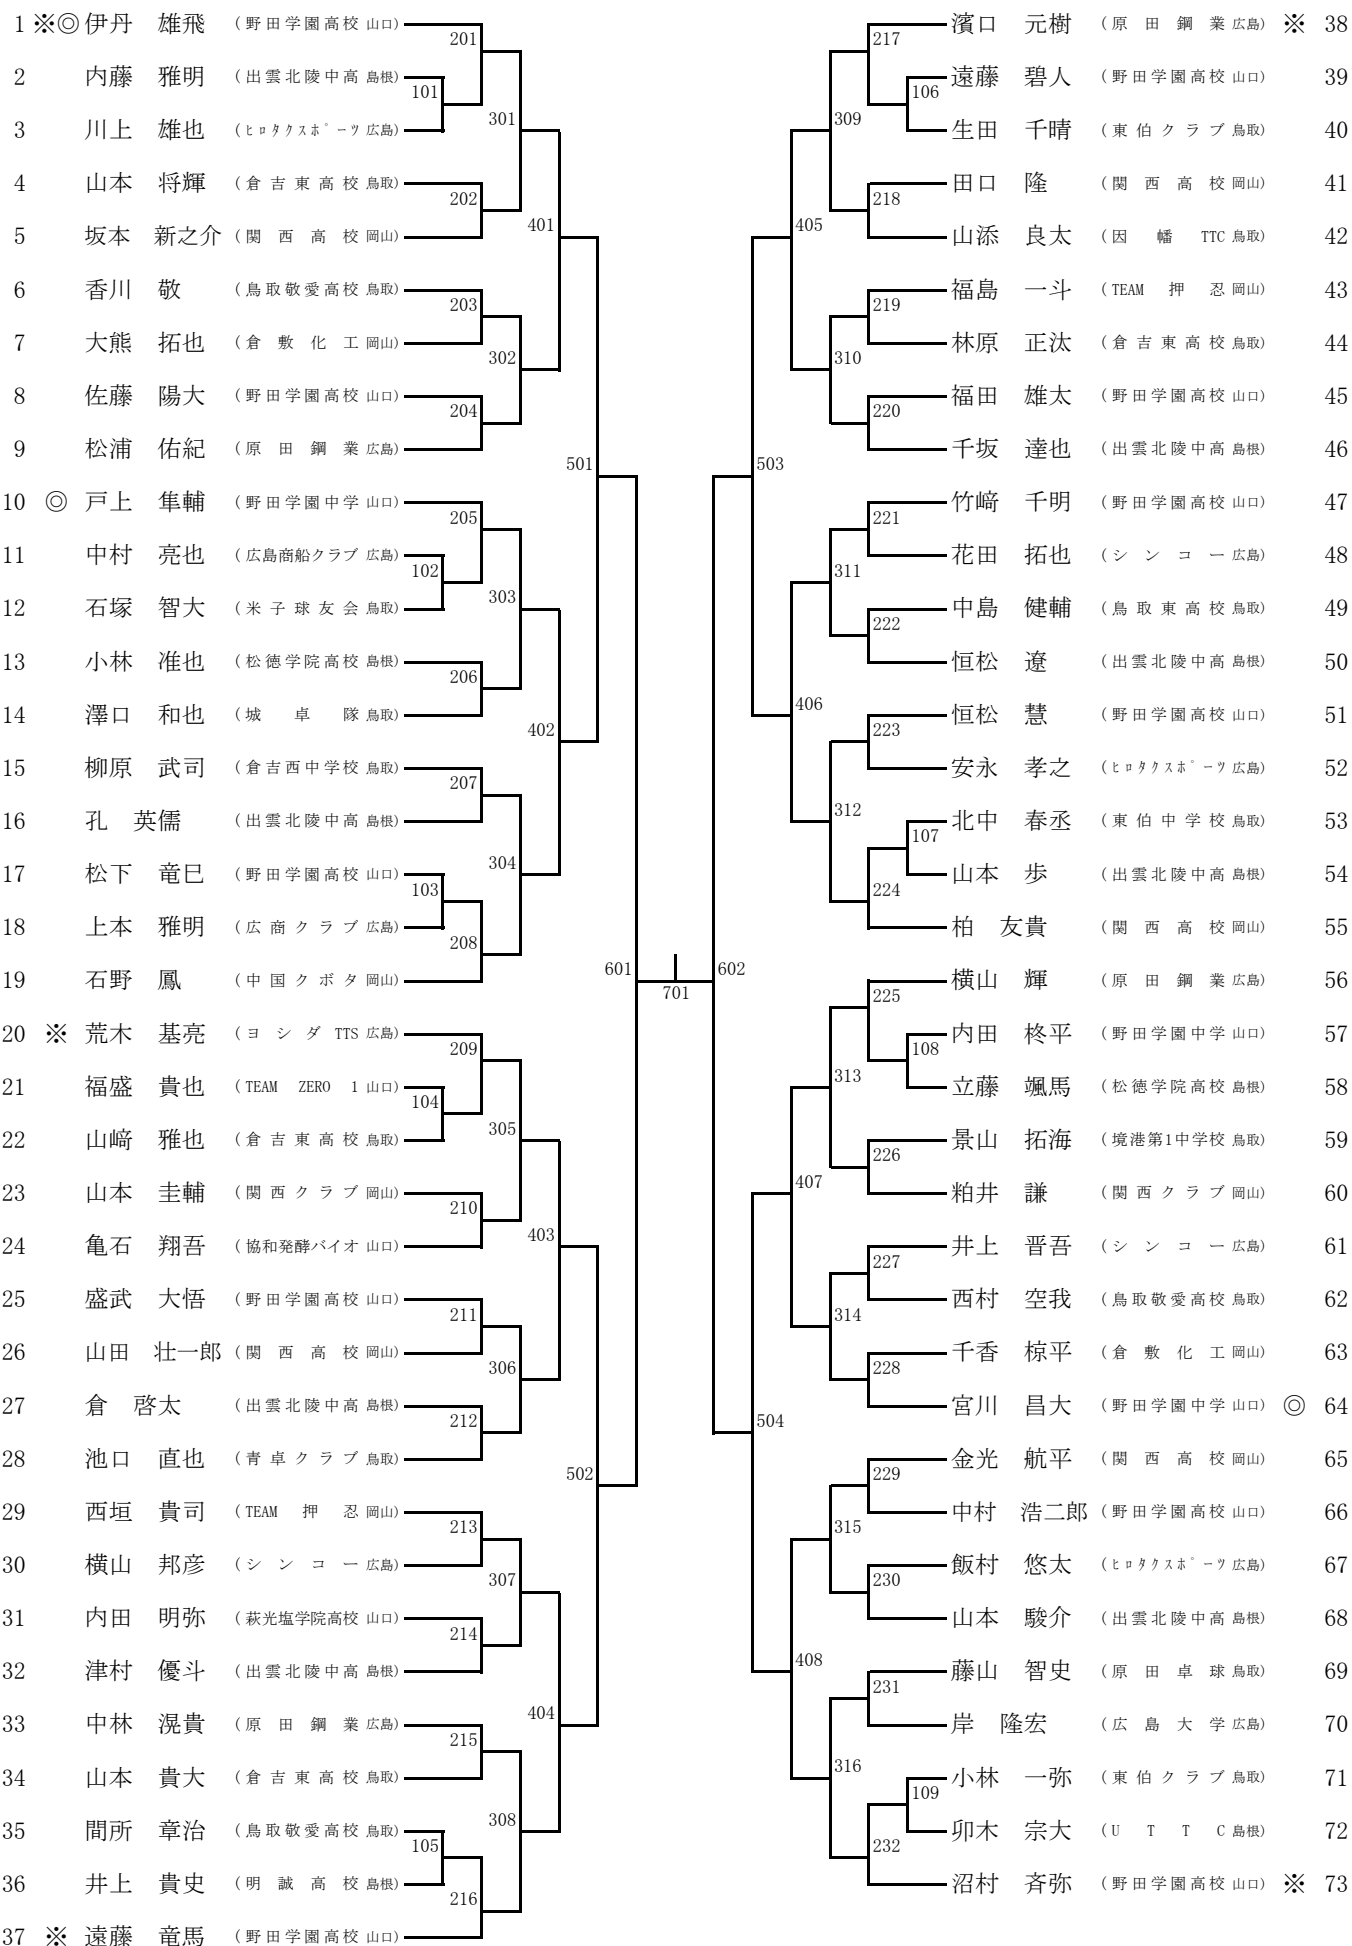 1 ※◎ 伊丹 雄飛 (野田学園高校 山口)
2 内藤 雅明 (出雲北陵中高 島根)
3 川上 雄也 (ヒロタクスポーツ 広島)
4 山本 将輝 (倉吉東高校 鳥取)
5 坂本 新之介 (関西高校 岡山)
6 香川 敬 (鳥取敬愛高校 鳥取)
7 大熊 拓也 (倉敷化工 岡山)
8 佐藤 陽大 (野田学園高校 山口)
9 松浦 佑紀 (原田鋼業 広島)
10 ◎ 戸上 隼輔 (野田学園中学 山口)
11 中村 亮也 (広島商船クラブ 広島)
12 石塚 智大 (米子球友会 鳥取)
13 小林 准也 (松徳学院高校 島根)
14 澤口 和也 (城卓隊 鳥取)
15 柳原 武司 (倉吉西中学校 鳥取)
16 孔 英儒 (出雲北陵中高 島根)
17 松下 竜巳 (野田学園高校 山口)
18 上本 雅明 (広商クラブ 広島)
19 石野 鳳 (中国クボタ 岡山)
20 ※ 荒木 基亮 (ヨシダ TTS 広島)
21 福盛 貴也 (TEAM ZERO 1 山口)
22 山﨑 雅也 (倉吉東高校 鳥取)
23 山本 圭輔 (関西クラブ 岡山)
24 亀石 翔吾 (協和発酵バイオ 山口)
25 盛武 大悟 (野田学園高校 山口)
26 山田 壮一郎 (関西高校 岡山)
27 倉 啓太 (出雲北陵中高 島根)
28 池口 直也 (青卓クラブ 鳥取)
29 西垣 貴司 (TEAM 押忍 岡山)
30 横山 邦彦 (シンコー 広島)
31 内田 明弥 (萩光塩学院高校 山口)
32 津村 優斗 (出雲北陵中高 島根)
33 中林 滉貴 (原田鋼業 広島)
34 山本 貴大 (倉吉東高校 鳥取)
35 間所 章治 (鳥取敬愛高校 鳥取)
36 井上 貴史 (明誠高校 島根)
37 ※ 遠藤 竜馬 (野田学園高校 山口)
101
102
103
104
105
201
202
203
204
205
206
207
208
209
210
211
212
213
214
215
216
301
302
303
304
305
306
307
308
401
402
403
404
501
502
601
701
602
503
504
405
406
407
408
309
310
311
312
313
314
315
316
217
218
219
220
221
222
223
224
225
226
227
228
229
230
231
232
106
107
108
109
濱口 元樹 (原田鋼業 広島) ※ 38
遠藤 碧人 (野田学園高校 山口) 39
生田 千晴 (東伯クラブ 鳥取) 40
田口 隆 (関西高校 岡山) 41
山添 良太 (因幡 TTC 鳥取) 42
福島 一斗 (TEAM 押忍 岡山) 43
林原 正汰 (倉吉東高校 鳥取) 44
福田 雄太 (野田学園高校 山口) 45
千坂 達也 (出雲北陵中高 島根) 46
竹﨑 千明 (野田学園高校 山口) 47
花田 拓也 (シンコー 広島) 48
中島 健輔 (鳥取東高校 鳥取) 49
恒松 遼 (出雲北陵中高 島根) 50
恒松 慧 (野田学園高校 山口) 51
安永 孝之 (ヒロタクスポーツ 広島) 52
北中 春丞 (東伯中学校 鳥取) 53
山本 歩 (出雲北陵中高 島根) 54
柏 友貴 (関西高校 岡山) 55
横山 輝 (原田鋼業 広島) 56
内田 柊平 (野田学園中学 山口) 57
立藤 颯馬 (松徳学院高校 島根) 58
景山 拓海 (境港第1中学校 鳥取) 59
粕井 謙 (関西クラブ 岡山) 60
井上 晋吾 (シンコー 広島) 61
西村 空我 (鳥取敬愛高校 鳥取) 62
千香 椋平 (倉敷化工 岡山) 63
宮川 昌大 (野田学園中学 山口) ◎ 64
金光 航平 (関西高校 岡山) 65
中村 浩二郎 (野田学園高校 山口) 66
飯村 悠太 (ヒロタクスポーツ 広島) 67
山本 駿介 (出雲北陵中高 島根) 68
藤山 智史 (原田卓球 鳥取) 69
岸 隆宏 (広島大学 広島) 70
小林 一弥 (東伯クラブ 鳥取) 71
卯木 宗大 (UTTC 島根) 72
沼村 斉弥 (野田学園高校 山口) ※ 73